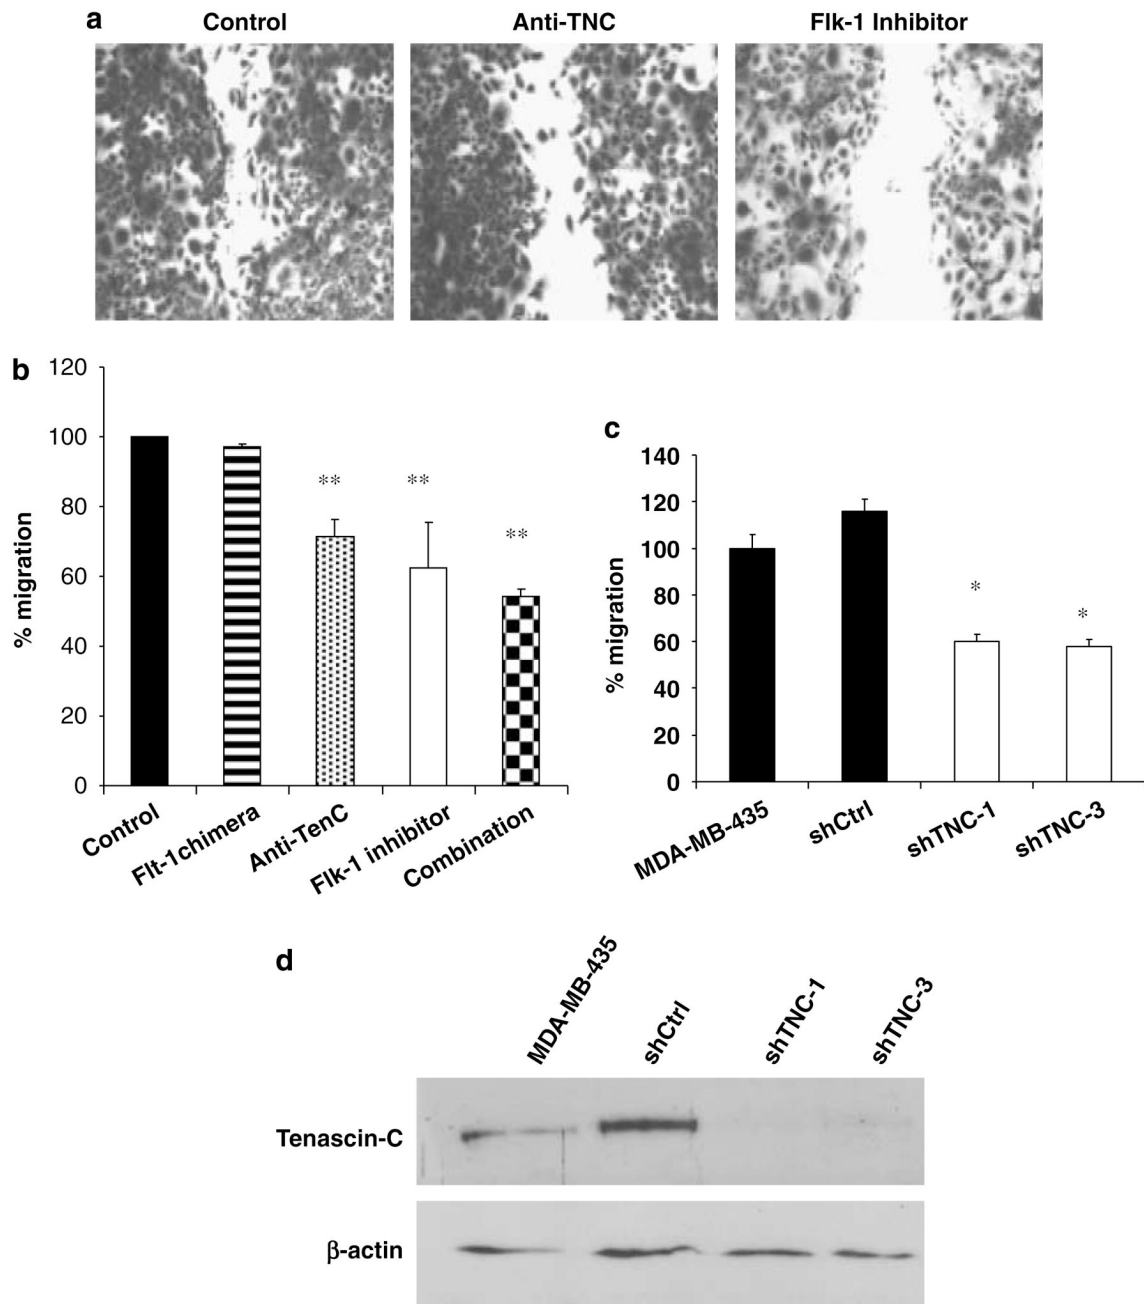 a
Control
Anti-TNC
Flk-1 Inhibitor
b
% migration
120
100
80
60
40
20
0
**
**
**
Control
Flt-1chimera
Anti-TenC
Flk-1 inhibitor
Combination
c
% migration
140
120
100
80
60
40
20
0
*
*
MDA-MB-435
shCtrl
shTNC-1
shTNC-3
d
MDA-MB-435
shCtrl
shTNC-1
shTNC-3
Tenascin-C
β-actin